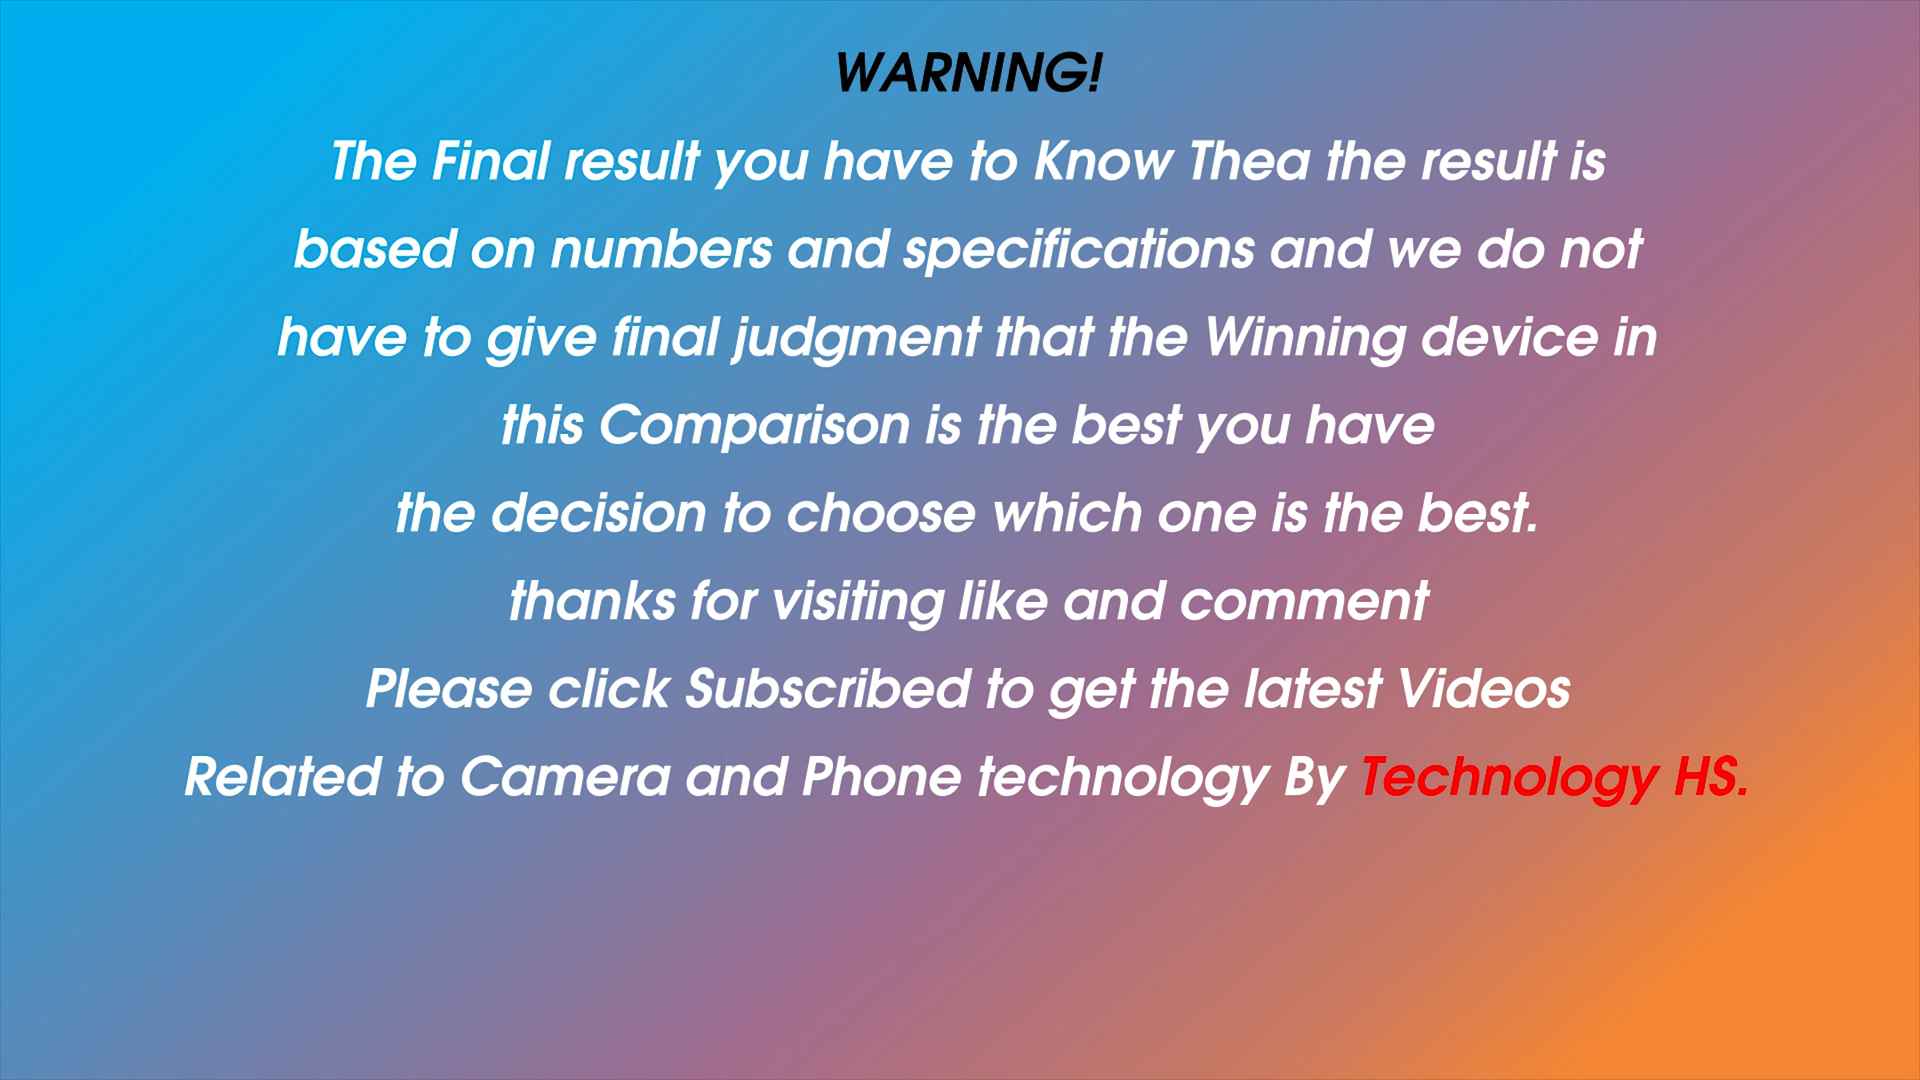 WARNING!
The Final result you have to Know Thea the result is
based on numbers and specifications and we do not
have to give final judgment that the Winning device in
this Comparison is the best you have
the decision to choose which one is the best.
thanks for visiting like and comment
Please click Subscribed to get the latest Videos
Related to Camera and Phone technology By Technology HS.